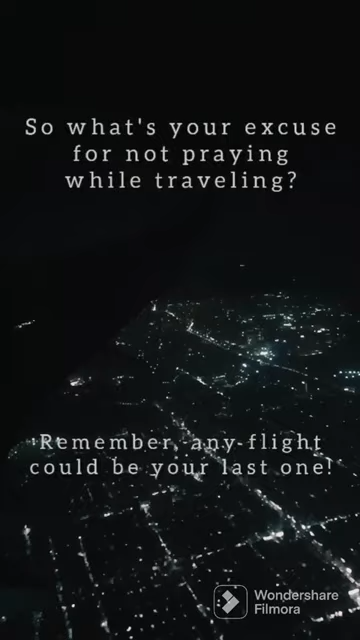 So what's your excuse
for not praying
while traveling?
Remember, any flight
could be your last one!
Wondershare
Filmora